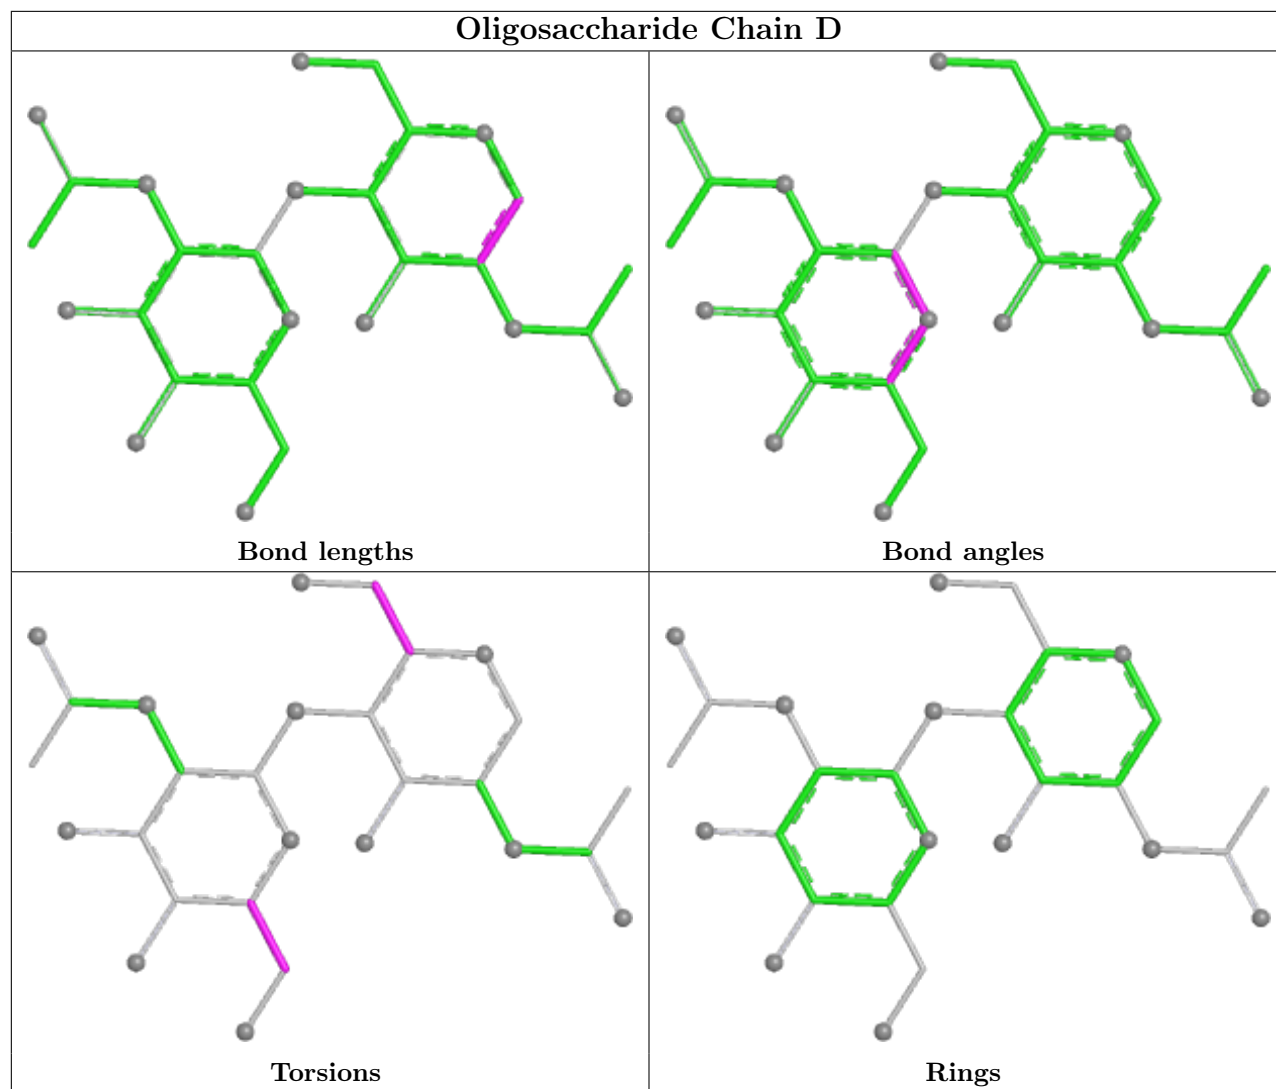 Oligosaccharide Chain D
Bond lengths
Bond angles
Torsions
Rings